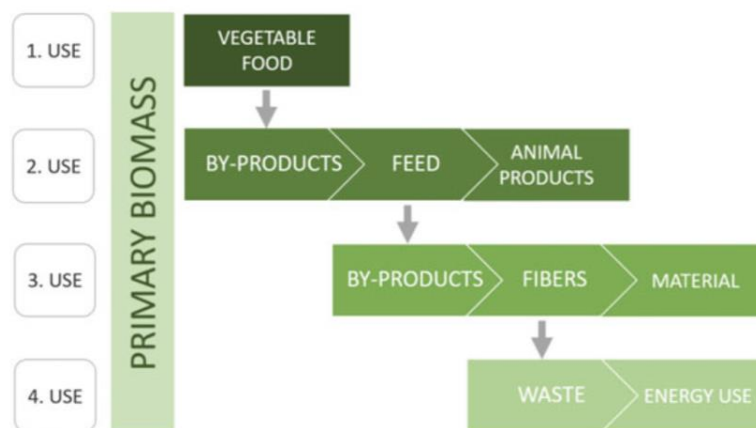 1. USE
PRIMARY BIOMASS
VEGETABLE
FOOD
2. USE
BY-PRODUCTS
FEED
ANIMAL
PRODUCTS
3. USE
BY-PRODUCTS
FIBERS
MATERIAL
4. USE
WASTE
ENERGY USE